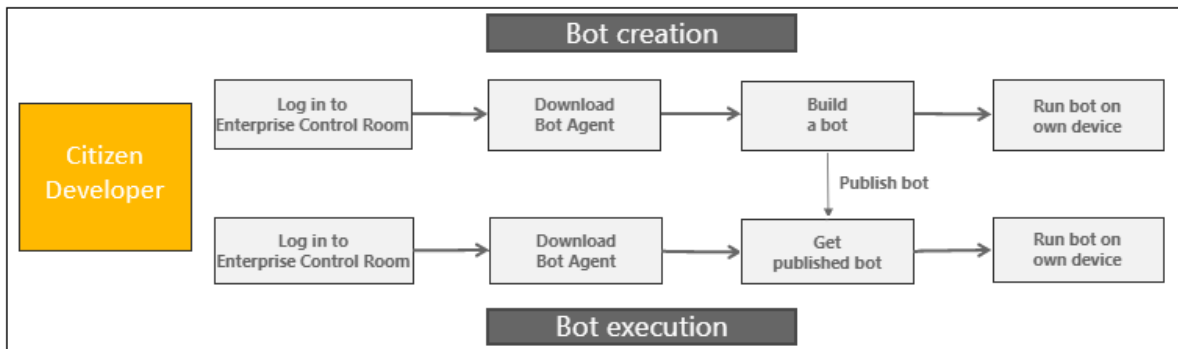 Bot creation
Citizen
Developer
Log in to
Enterprise Control Room
Download
Bot Agent
Build
a bot
Run bot on
own device
Publish bot
Log in to
Enterprise Control Room
Download
Bot Agent
Get
published bot
Run bot on
own device
Bot execution